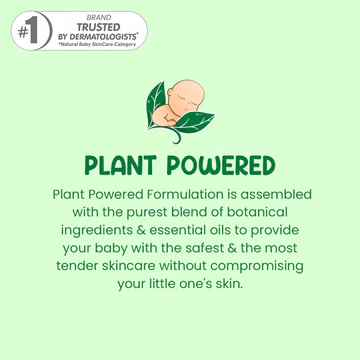 #1 BRAND
TRUSTED
BY DERMATOLOGISTS*
*Natural Baby SkinCare Category
PLANT POWERED
Plant Powered Formulation is assembled
with the purest blend of botanical
ingredients & essential oils to provide
your baby with the safest & the most
tender skincare without compromising
your little one's skin.